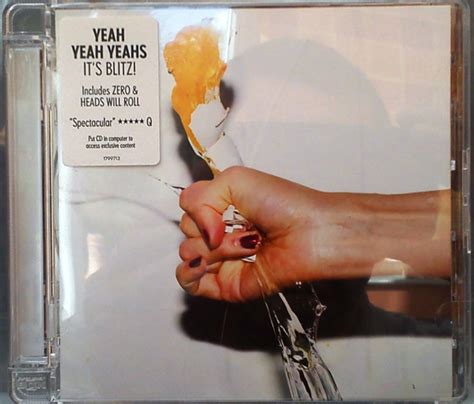 YEAH
YEAH YEAHS
IT'S BLITZ!
Includes ZERO &
HEADS WILL ROLL
"Spectacular" ★★★★★ Q
Put CD in computer to
access exclusive content
1799713